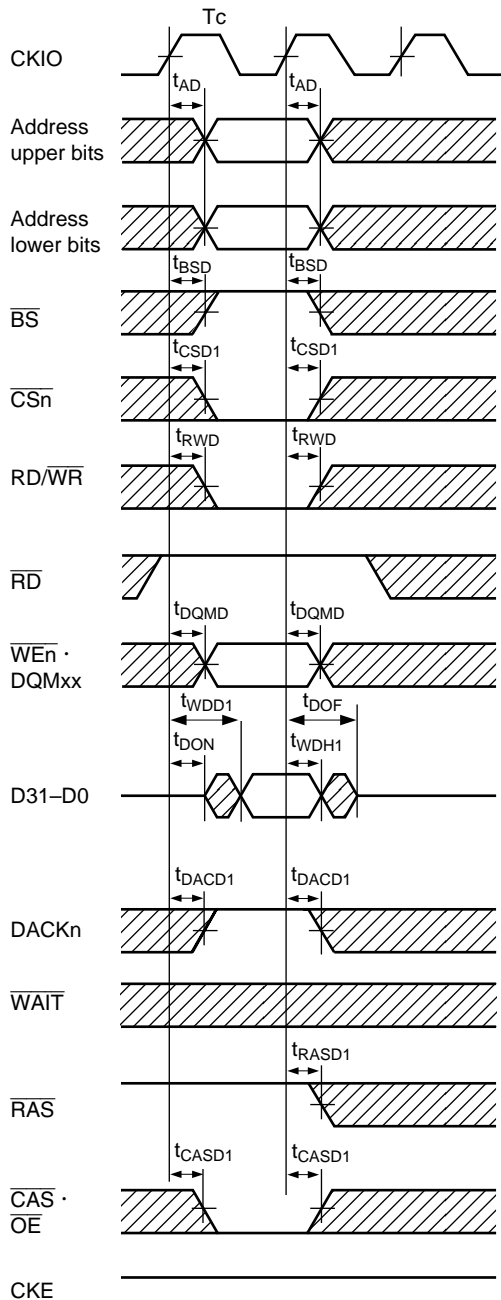 Tc
CKIO
tAD tAD
Address
upper bits
Address
lower bits
tBSD tBSD
BS
tCSD1 tCSD1
CSn
tRWD tRWD
RD/WR
RD
tDQMD tDQMD
WEn ·
DQMxx
tWDD1 tDOF
tDON tWDH1
D31–D0
tDACD1 tDACD1
DACKn
WAIT
tRASD1
RAS
tCASD1 tCASD1
CAS ·
OE
CKE